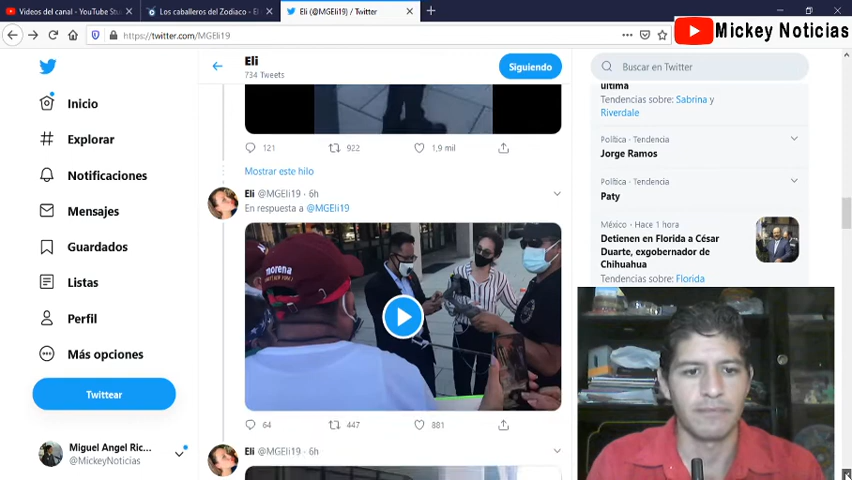 Videos del canal - YouTube Stu
Los caballeros del Zodiaco - El
Eli (@MGEli19) / Twitter
https://twitter.com/MGEli19
Mickey Noticias
Eli
734 Tweets
Siguiendo
Buscar en Twitter
Inicio
Explorar
Notificaciones
Mensajes
Guardados
Listas
Perfil
Más opciones
Twittear
Miguel Angel Ric...
@MickeyNoticias
121
922
1,9 mil
Mostrar este hilo
Eli @MGEli19 · 6h
En respuesta a @MGEli19
morena
64
447
881
Eli @MGEli19 · 6h
última
Tendencias sobre: Sabrina y
Riverdale
Política · Tendencia
Jorge Ramos
Política · Tendencia
Paty
México · Hace 1 hora
Detienen en Florida a César
Duarte, exgobernador de
Chihuahua
Tendencias sobre: Florida